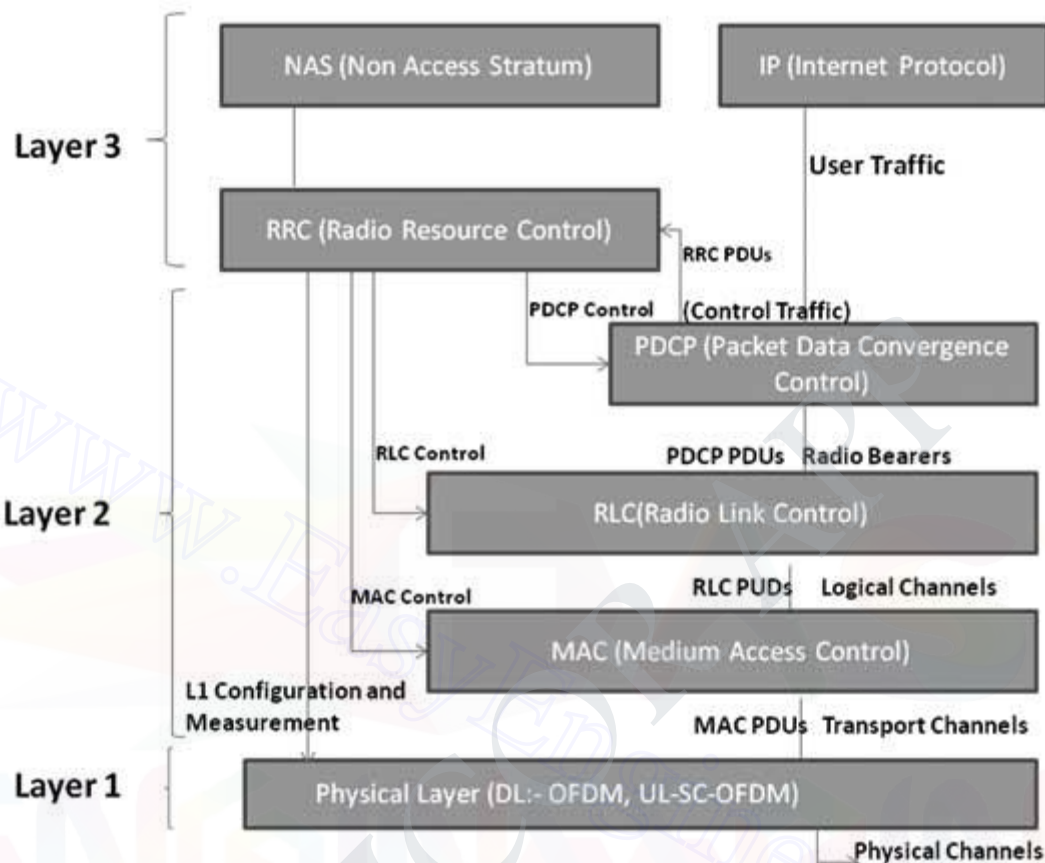 NAS (Non Access Stratum)
IP (Internet Protocol)
Layer 3
User Traffic
RRC (Radio Resource Control)
RRC PDUs
PDCP Control
(Control Traffic)
PDCP (Packet Data Convergence
Control)
RLC Control
PDCP PDUs Radio Bearers
Layer 2
RLC(Radio Link Control)
RLC PUDs Logical Channels
MAC Control
MAC (Medium Access Control)
L1 Configuration and
Measurement
MAC PDUs Transport Channels
Layer 1
Physical Layer (DL:- OFDM, UL-SC-OFDM)
Physical Channels